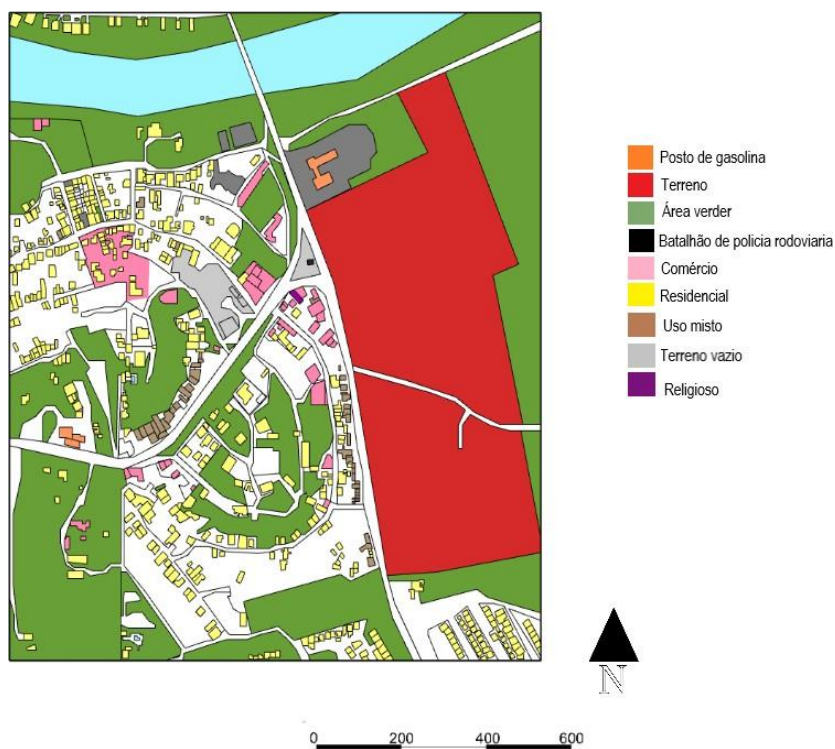 Posto de gasolina
Terreno
Área verder
Batalhão de policia rodoviaria
Comércio
Residencial
Uso misto
Terreno vazio
Religioso
N
0 200 400 600